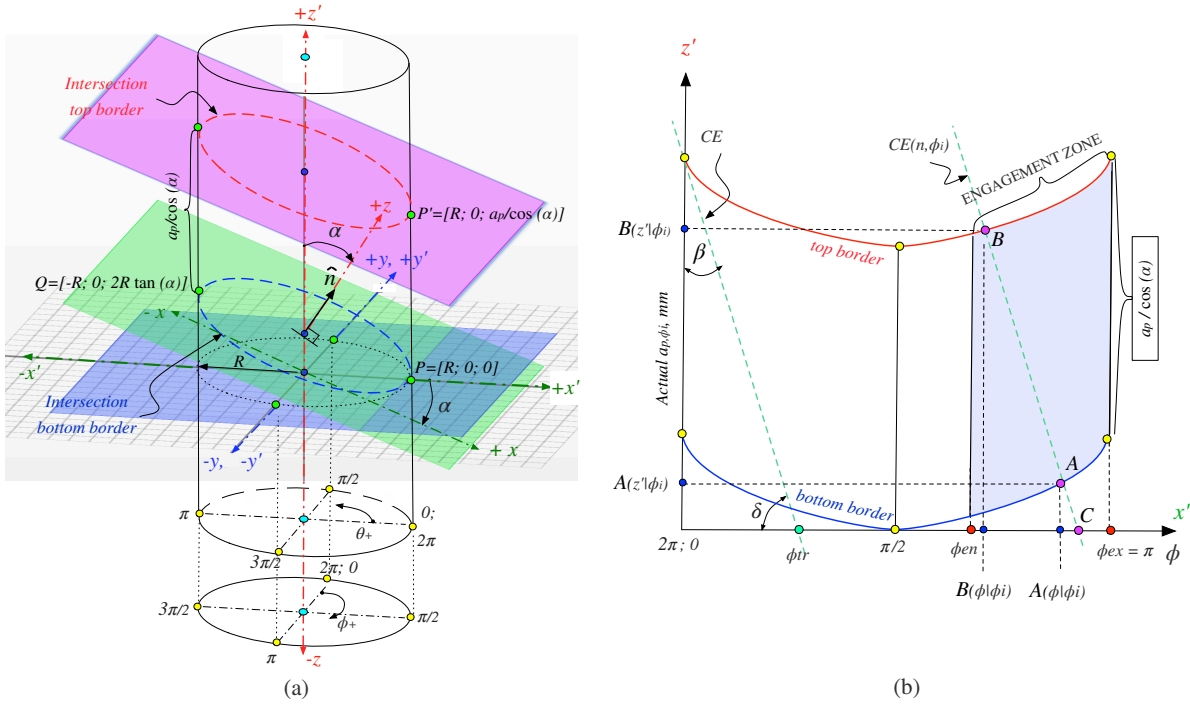 +z'
Intersection
top border
aₚ/cos (α)
+z
P'=[R; 0; aₚ/cos (α)]
α
+y, +y'
n̂
Q=[-R; 0; 2R tan (α)]
- x
R
P=[R; 0; 0]
-x'
+x'
α
Intersection
bottom border
+ x
-y, -y'
π/2
π
0;
2π
θ+
3π/2
2π; 0
3π/2
ϕ+
π/2
π
-z
(a)
z'
CE
CE(n,ϕi)
ENGAGEMENT ZONE
B(z'|ϕi)
B
top border
β
Actual aₚ,ϕi, mm
aₚ / cos (α)
A(z'|ϕi)
A
bottom border
δ
C
x'
2π; 0
ϕtr
π/2
ϕen
ϕex = π
ϕ
B(ϕ|ϕi)
A(ϕ|ϕi)
(b)